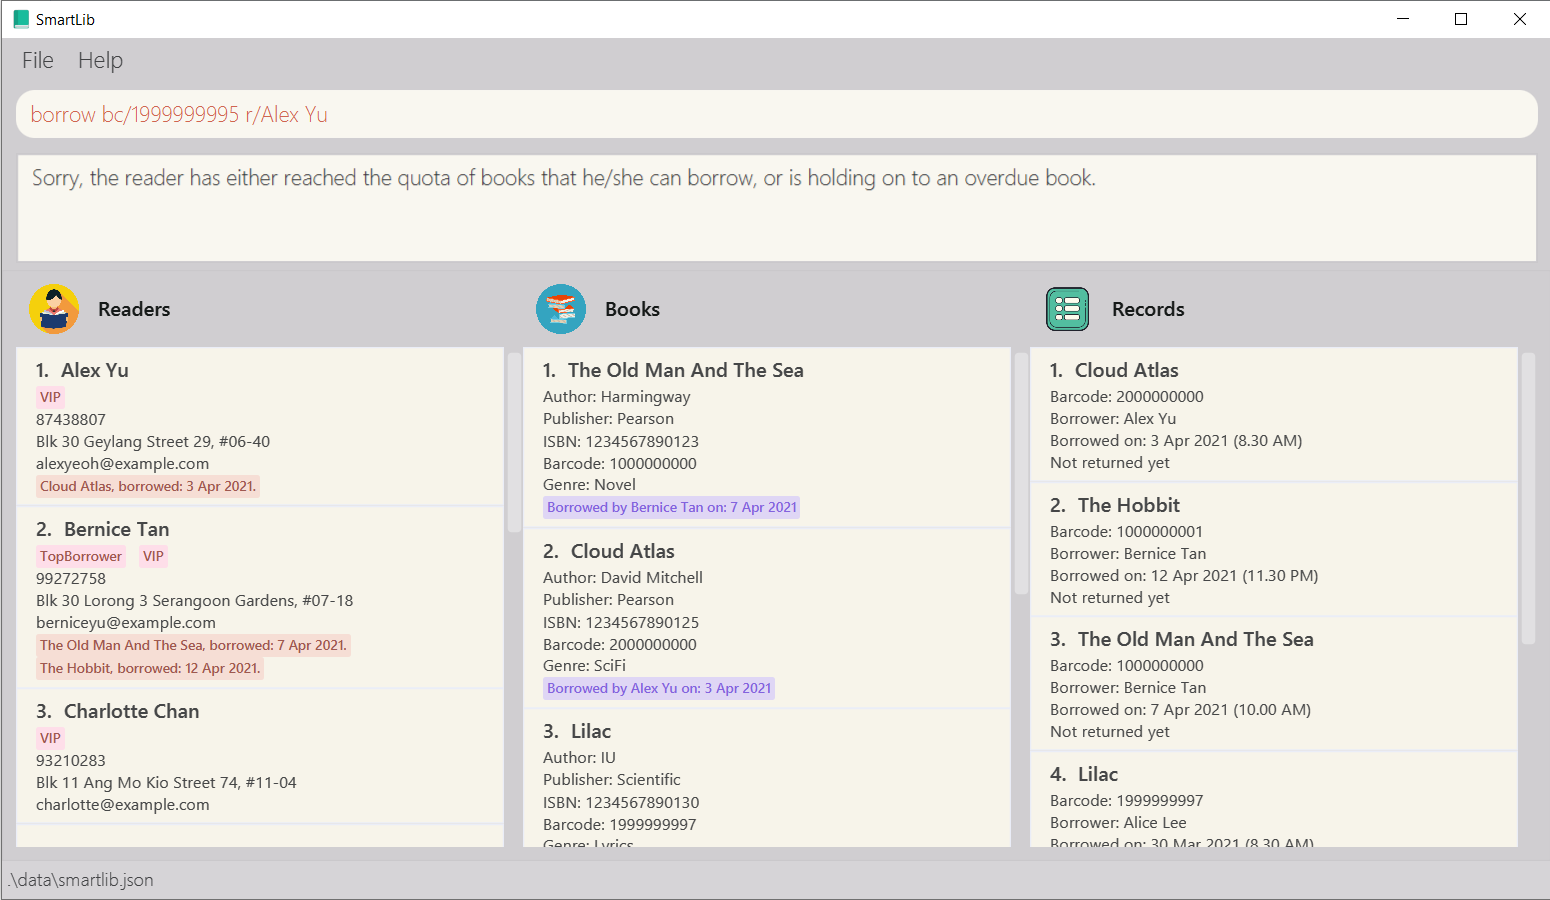 SmartLib
File Help
borrow bc/1999999995 r/Alex Yu
Sorry, the reader has either reached the quota of books that he/she can borrow, or is holding on to an overdue book.
Readers
1. Alex Yu
VIP
87438807
Blk 30 Geylang Street 29, #06-40
alexyeoh@example.com
Cloud Atlas, borrowed: 3 Apr 2021.
2. Bernice Tan
TopBorrower VIP
99272758
Blk 30 Lorong 3 Serangoon Gardens, #07-18
berniceyu@example.com
The Old Man And The Sea, borrowed: 7 Apr 2021.
The Hobbit, borrowed: 12 Apr 2021.
3. Charlotte Chan
VIP
93210283
Blk 11 Ang Mo Kio Street 74, #11-04
charlotte@example.com
Books
1. The Old Man And The Sea
Author: Harmingway
Publisher: Pearson
ISBN: 1234567890123
Barcode: 1000000000
Genre: Novel
Borrowed by Bernice Tan on: 7 Apr 2021
2. Cloud Atlas
Author: David Mitchell
Publisher: Pearson
ISBN: 1234567890125
Barcode: 2000000000
Genre: SciFi
Borrowed by Alex Yu on: 3 Apr 2021
3. Lilac
Author: IU
Publisher: Scientific
ISBN: 1234567890130
Barcode: 1999999997
Genre: Lyrics
Records
1. Cloud Atlas
Barcode: 2000000000
Borrower: Alex Yu
Borrowed on: 3 Apr 2021 (8.30 AM)
Not returned yet
2. The Hobbit
Barcode: 1000000001
Borrower: Bernice Tan
Borrowed on: 12 Apr 2021 (11.30 PM)
Not returned yet
3. The Old Man And The Sea
Barcode: 1000000000
Borrower: Bernice Tan
Borrowed on: 7 Apr 2021 (10.00 AM)
Not returned yet
4. Lilac
Barcode: 1999999997
Borrower: Alice Lee
Borrowed on: 30 Mar 2021 (8.30 AM)
.\data\smartlib.json